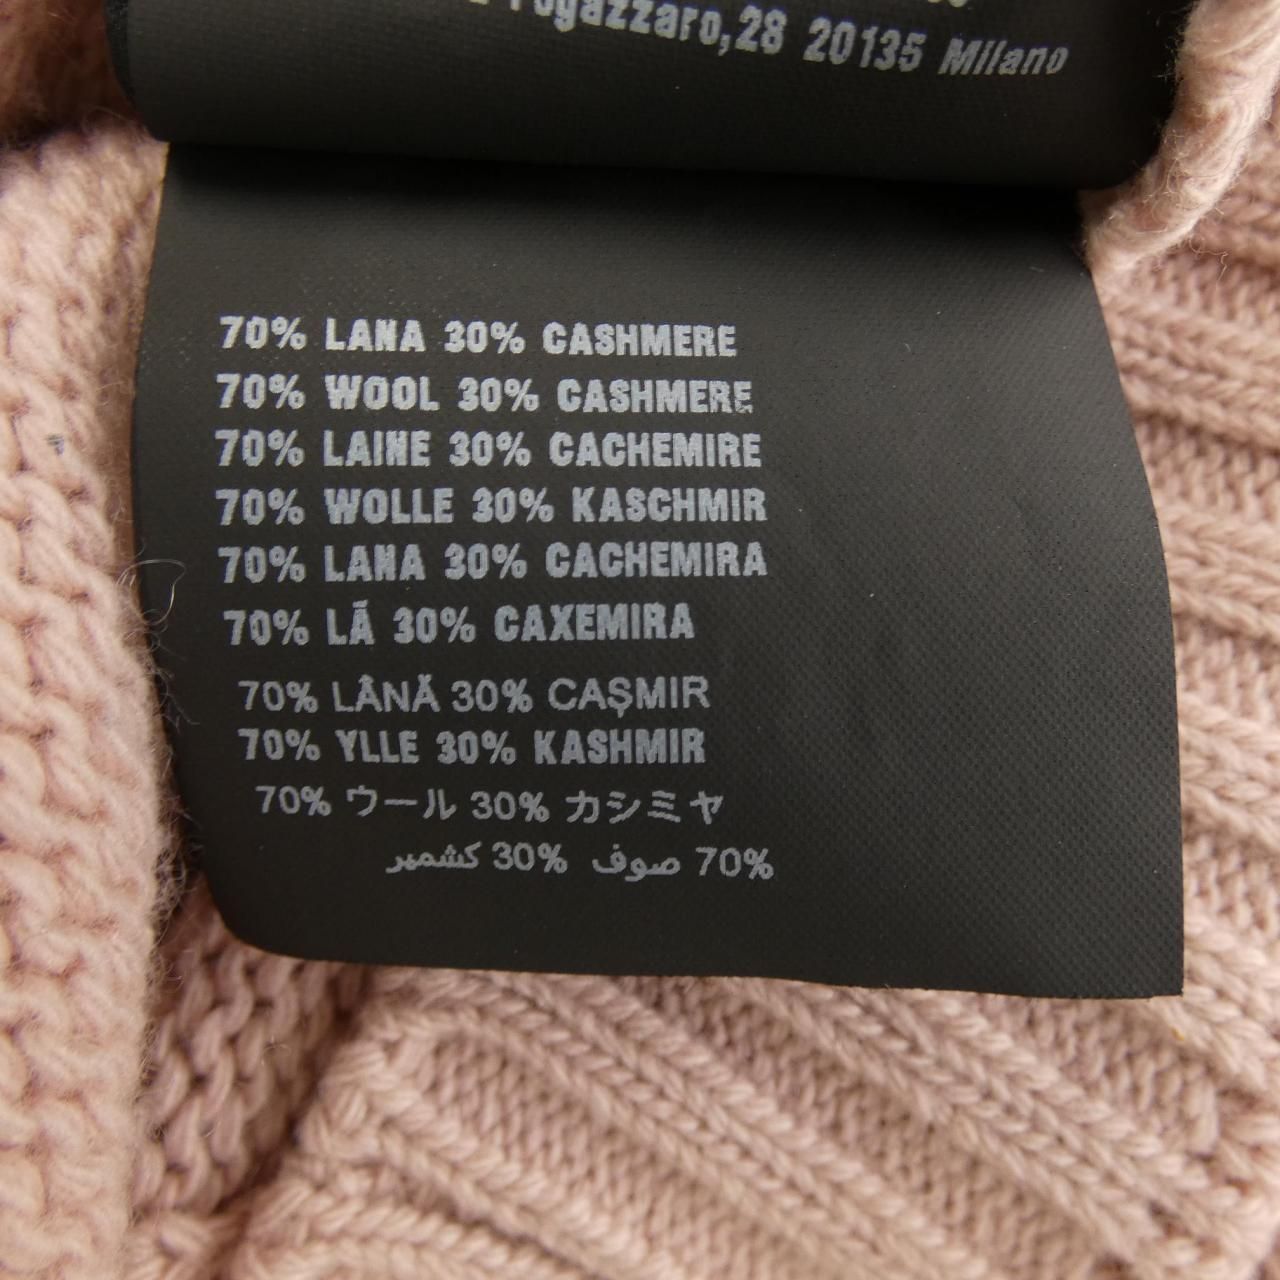 Fogazzaro,28 20135 Milano
70% LANA 30% CASHMERE
70% WOOL 30% CASHMERE
70% LAINE 30% CACHEMIRE
70% WOLLE 30% KASCHMIR
70% LANA 30% CACHEMIRA
70% LÃ 30% CAXEMIRA
70% LÂNĂ 30% CAŞMIR
70% YLLE 30% KASHMIR
70% ウール 30% カシミヤ
70% صوف 30% كشمير